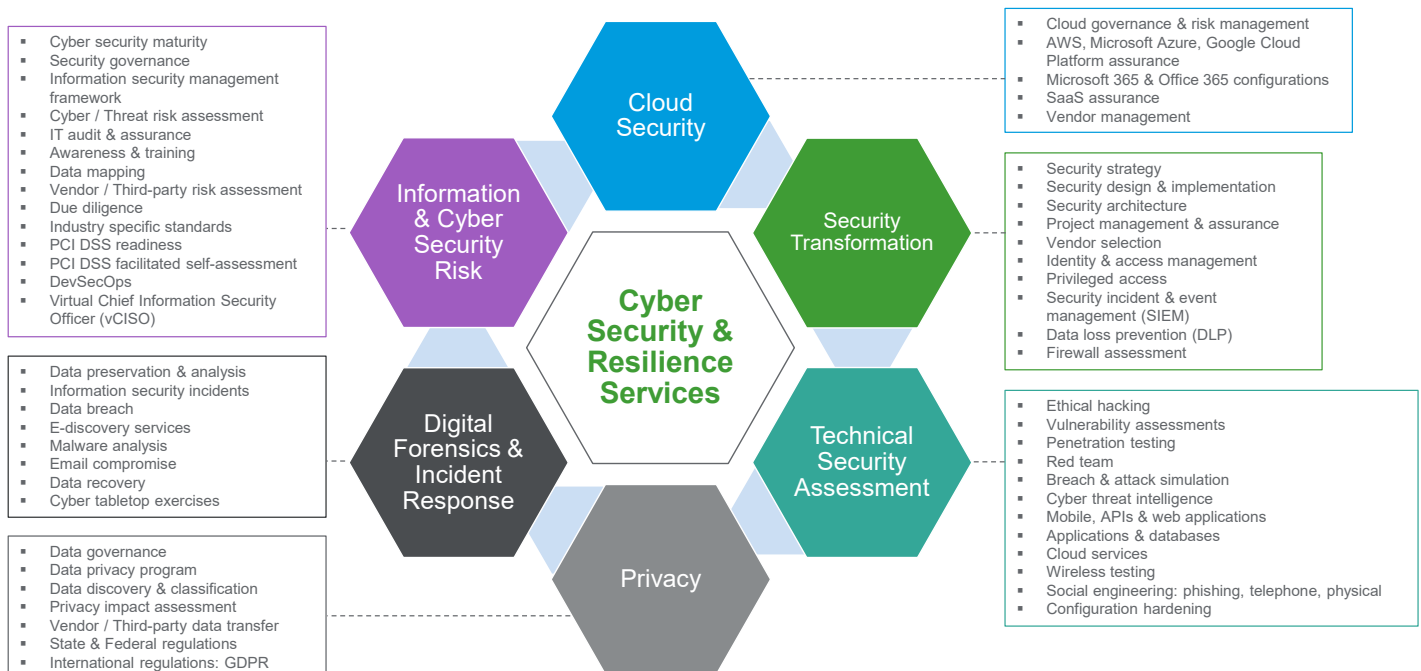 ▪ Cyber security maturity
▪ Security governance
▪ Information security management
framework
▪ Cyber / Threat risk assessment
▪ IT audit & assurance
▪ Awareness & training
▪ Data mapping
▪ Vendor / Third-party risk assessment
▪ Due diligence
▪ Industry specific standards
▪ PCI DSS readiness
▪ PCI DSS facilitated self-assessment
▪ DevSecOps
▪ Virtual Chief Information Security
Officer (vCISO)
▪ Data preservation & analysis
▪ Information security incidents
▪ Data breach
▪ E-discovery services
▪ Malware analysis
▪ Email compromise
▪ Data recovery
▪ Cyber tabletop exercises
▪ Data governance
▪ Data privacy program
▪ Data discovery & classification
▪ Privacy impact assessment
▪ Vendor / Third-party data transfer
▪ State & Federal regulations
▪ International regulations: GDPR
Cloud
Security
Information
& Cyber
Security
Risk
Security
Transformation
Cyber
Security &
Resilience
Services
Digital
Forensics &
Incident
Response
Technical
Security
Assessment
Privacy
▪ Cloud governance & risk management
▪ AWS, Microsoft Azure, Google Cloud
Platform assurance
▪ Microsoft 365 & Office 365 configurations
▪ SaaS assurance
▪ Vendor management
▪ Security strategy
▪ Security design & implementation
▪ Security architecture
▪ Project management & assurance
▪ Vendor selection
▪ Identity & access management
▪ Privileged access
▪ Security incident & event
management (SIEM)
▪ Data loss prevention (DLP)
▪ Firewall assessment
▪ Ethical hacking
▪ Vulnerability assessments
▪ Penetration testing
▪ Red team
▪ Breach & attack simulation
▪ Cyber threat intelligence
▪ Mobile, APIs & web applications
▪ Applications & databases
▪ Cloud services
▪ Wireless testing
▪ Social engineering: phishing, telephone, physical
▪ Configuration hardening